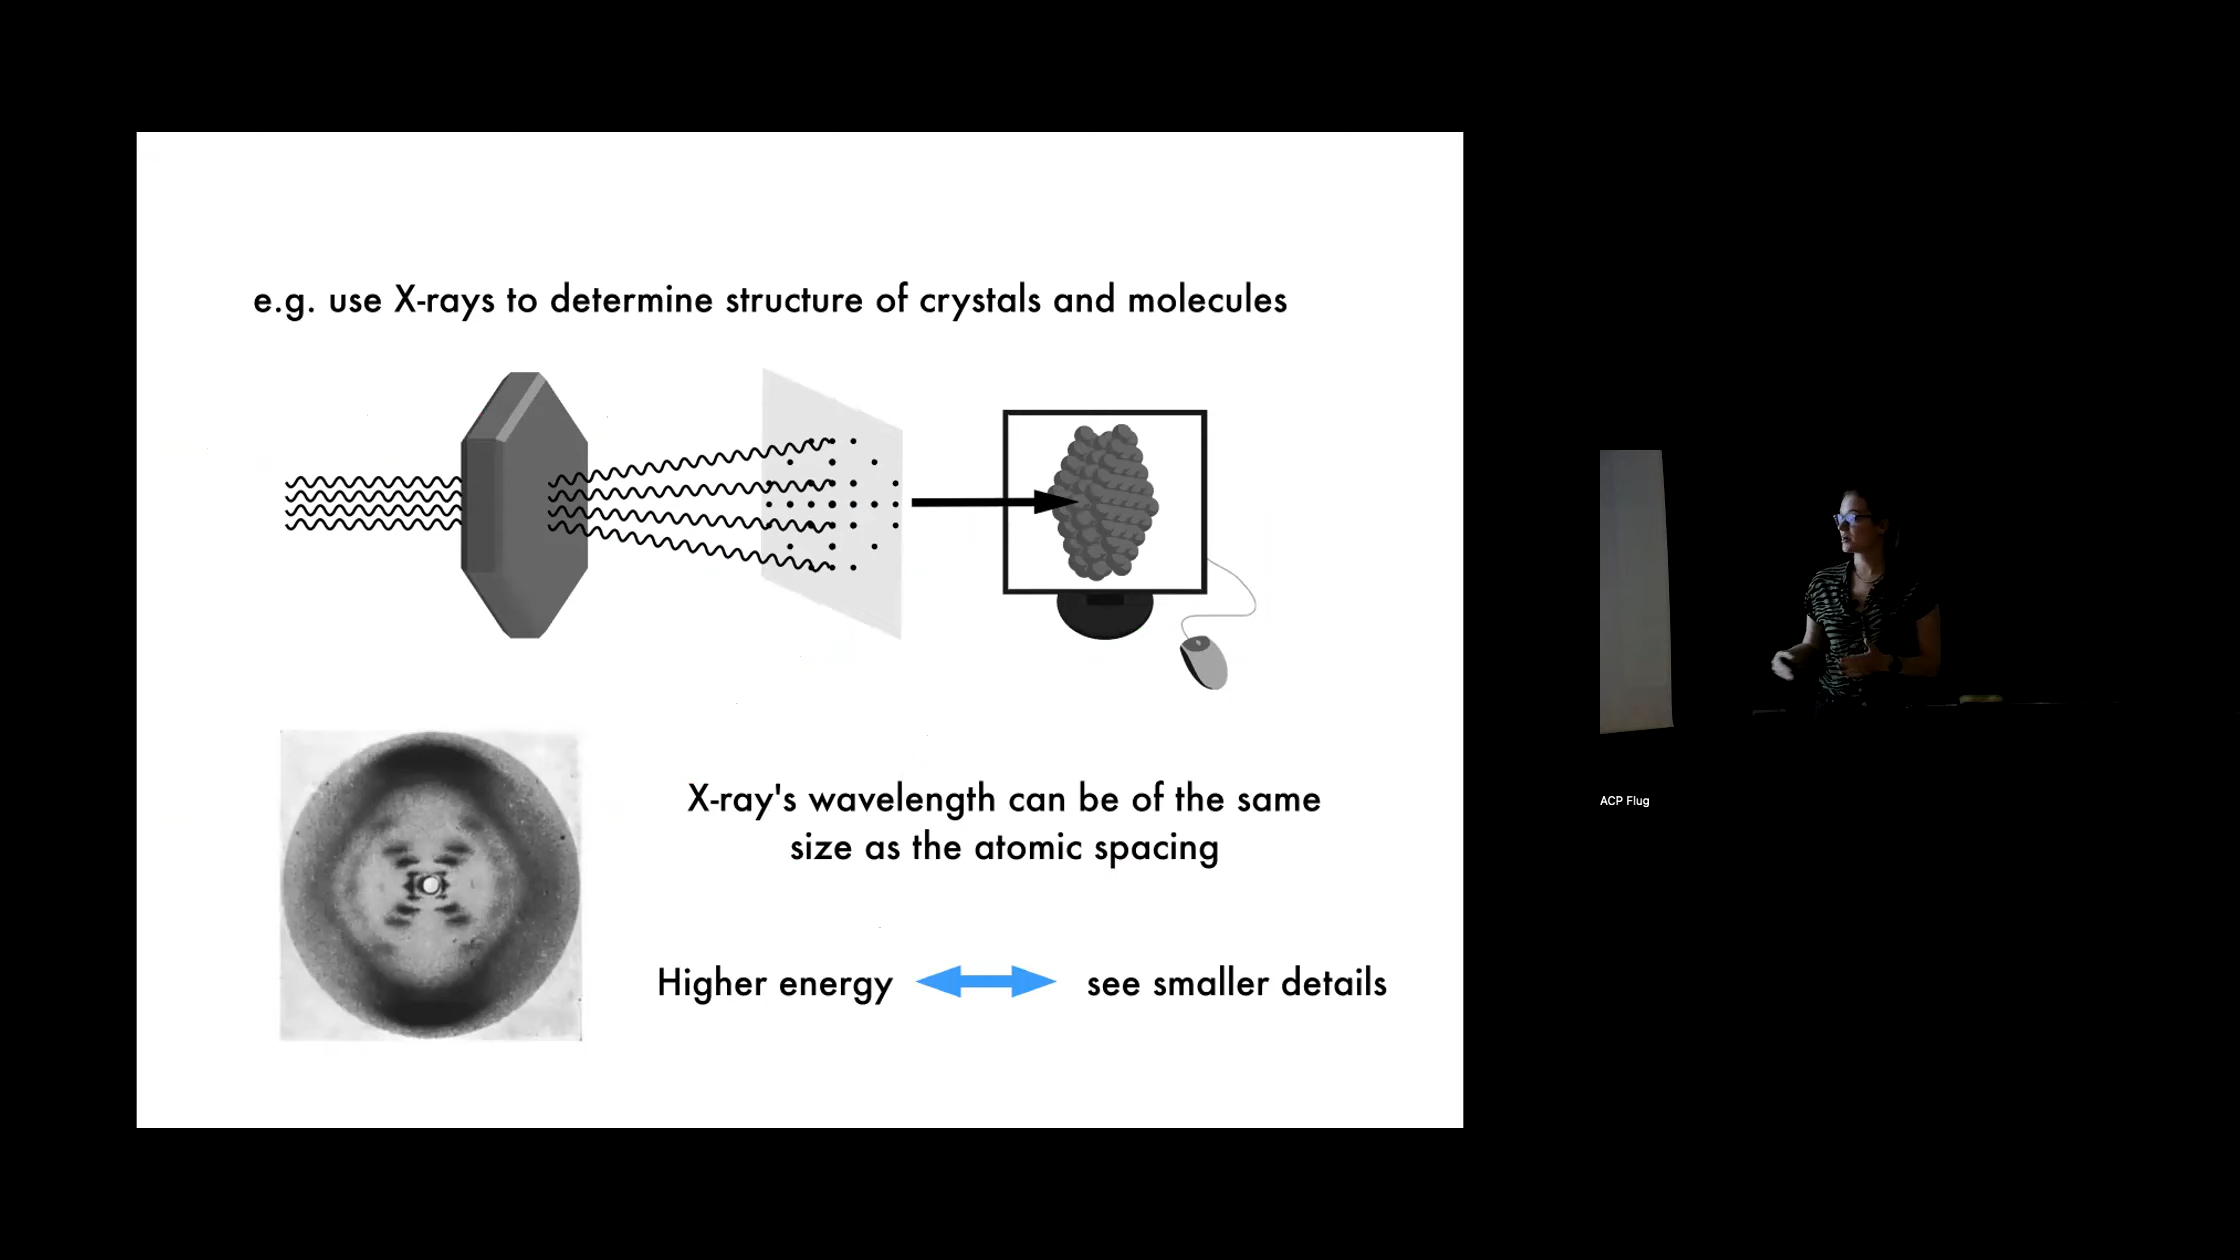 e.g. use X-rays to determine structure of crystals and molecules
X-ray's wavelength can be of the same
size as the atomic spacing
Higher energy
see smaller details
ACP Flug